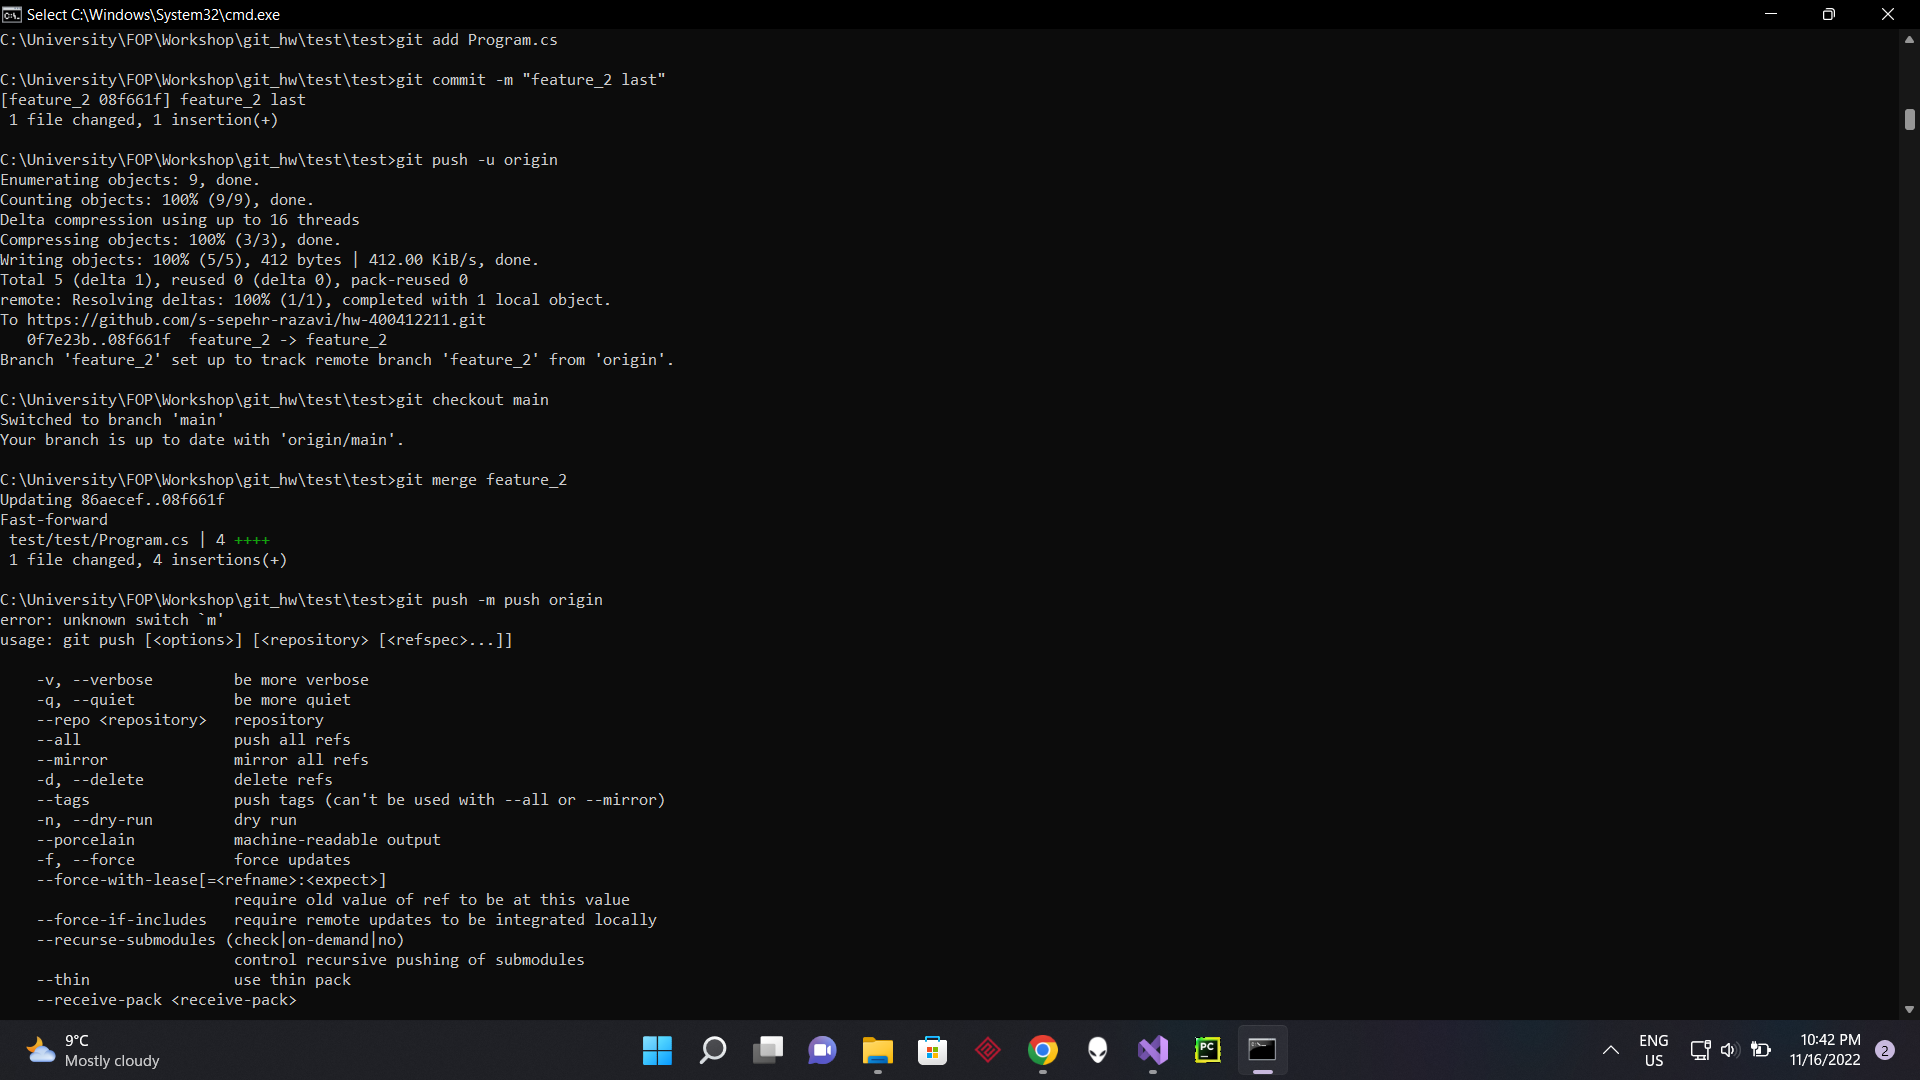 Select C:\Windows\System32\cmd.exe
C:\University\FOP\Workshop\git_hw\test\test>git add Program.cs
C:\University\FOP\Workshop\git_hw\test\test>git commit -m "feature_2 last"
[feature_2 08f661f] feature_2 last
 1 file changed, 1 insertion(+)
C:\University\FOP\Workshop\git_hw\test\test>git push -u origin
Enumerating objects: 9, done.
Counting objects: 100% (9/9), done.
Delta compression using up to 16 threads
Compressing objects: 100% (3/3), done.
Writing objects: 100% (5/5), 412 bytes | 412.00 KiB/s, done.
Total 5 (delta 1), reused 0 (delta 0), pack-reused 0
remote: Resolving deltas: 100% (1/1), completed with 1 local object.
To https://github.com/s-sepehr-razavi/hw-400412211.git
   0f7e23b..08f661f  feature_2 -> feature_2
Branch 'feature_2' set up to track remote branch 'feature_2' from 'origin'.
C:\University\FOP\Workshop\git_hw\test\test>git checkout main
Switched to branch 'main'
Your branch is up to date with 'origin/main'.
C:\University\FOP\Workshop\git_hw\test\test>git merge feature_2
Updating 86aecef..08f661f
Fast-forward
 test/test/Program.cs | 4 ++++
 1 file changed, 4 insertions(+)
C:\University\FOP\Workshop\git_hw\test\test>git push -m push origin
error: unknown switch `m'
usage: git push [<options>] [<repository> [<refspec>...]]
    -v, --verbose         be more verbose
    -q, --quiet           be more quiet
    --repo <repository>   repository
    --all                 push all refs
    --mirror              mirror all refs
    -d, --delete          delete refs
    --tags                push tags (can't be used with --all or --mirror)
    -n, --dry-run         dry run
    --porcelain           machine-readable output
    -f, --force           force updates
    --force-with-lease[=<refname>:<expect>]
                          require old value of ref to be at this value
    --force-if-includes   require remote updates to be integrated locally
    --recurse-submodules (check|on-demand|no)
                          control recursive pushing of submodules
    --thin                use thin pack
    --receive-pack <receive-pack>
9°C
Mostly cloudy
PC
ENG
US
10:42 PM
11/16/2022
2